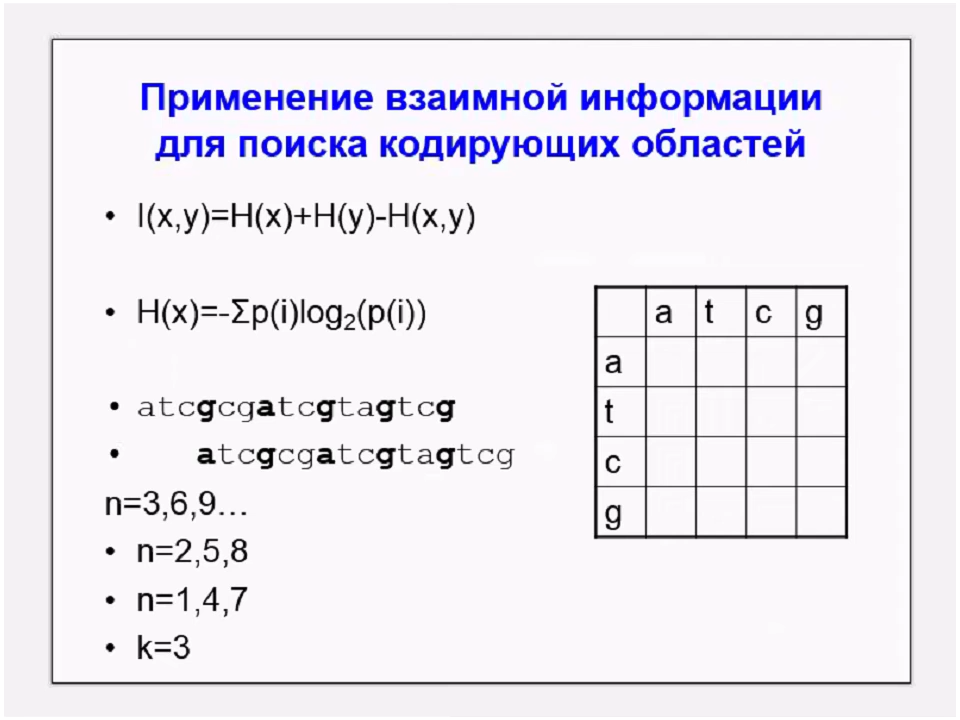 Применение взаимной информации
для поиска кодирующих областей
• I(x,y)=H(x)+H(y)-H(x,y)
• H(x)=-Σp(i)log₂(p(i))
• atcgcgatcgtagtcg
• atcgcgatcgtagtcg
n=3,6,9…
• n=2,5,8
• n=1,4,7
• k=3
a t c g
a
t
c
g